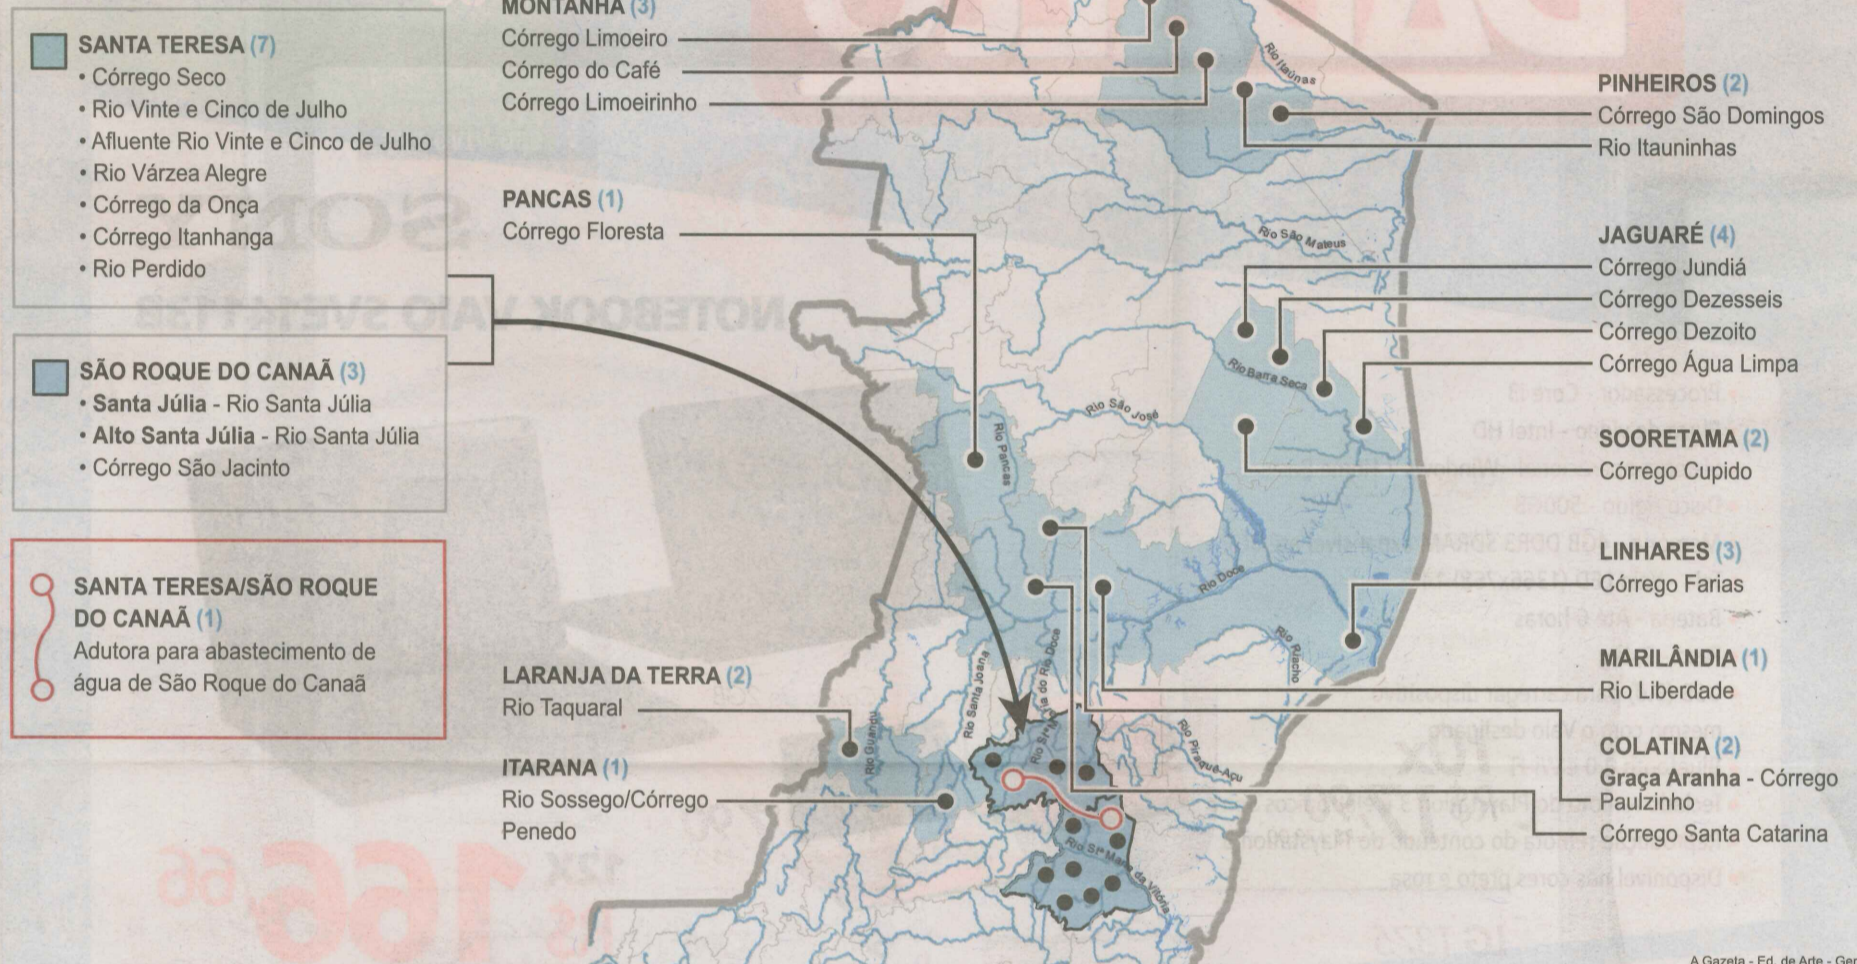 SANTA TERESA (7)
• Córrego Seco
• Rio Vinte e Cinco de Julho
• Afluente Rio Vinte e Cinco de Julho
• Rio Várzea Alegre
• Córrego da Onça
• Córrego Itanhanga
• Rio Perdido
SÃO ROQUE DO CANAÃ (3)
• Santa Júlia - Rio Santa Júlia
• Alto Santa Júlia - Rio Santa Júlia
• Córrego São Jacinto
SANTA TERESA/SÃO ROQUE
DO CANAÃ (1)
Adutora para abastecimento de
água de São Roque do Canaã
MONTANHA (3)
Córrego Limoeiro
Córrego do Café
Córrego Limoeirinho
PANCAS (1)
Córrego Floresta
LARANJA DA TERRA (2)
Rio Taquaral
ITARANA (1)
Rio Sossego/Córrego
Penedo
Rio Itaúnas
Rio São Mateus
Rio Barra Seca
Rio São José
Rio Pancas
Rio Doce
Rio Riacho
Rio Santa Joana
Rio Guandu
Rio Piraquê-Açu
Rio Stª Maria da Vitória
PINHEIROS (2)
Córrego São Domingos
Rio Itauninhas
JAGUARÉ (4)
Córrego Jundiá
Córrego Dezesseis
Córrego Dezoito
Córrego Água Limpa
SOORETAMA (2)
Córrego Cupido
LINHARES (3)
Córrego Farias
MARILÂNDIA (1)
Rio Liberdade
COLATINA (2)
Graça Aranha - Córrego
Paulzinho
Córrego Santa Catarina
A Gazeta - Ed. de Arte